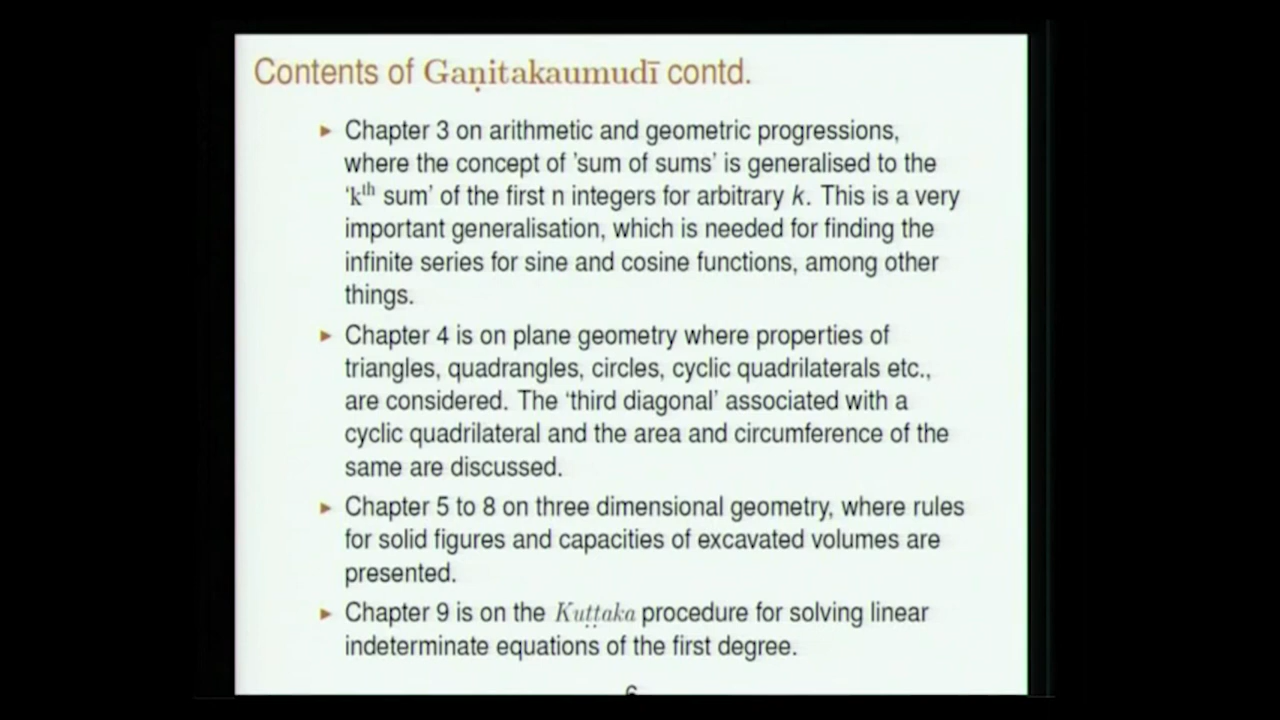 Contents of Gaṇitakaumudī contd.
► Chapter 3 on arithmetic and geometric progressions,
where the concept of 'sum of sums' is generalised to the
‘kth sum’ of the first n integers for arbitrary k. This is a very
important generalisation, which is needed for finding the
infinite series for sine and cosine functions, among other
things.
► Chapter 4 is on plane geometry where properties of
triangles, quadrangles, circles, cyclic quadrilaterals etc.,
are considered. The ‘third diagonal’ associated with a
cyclic quadrilateral and the area and circumference of the
same are discussed.
► Chapter 5 to 8 on three dimensional geometry, where rules
for solid figures and capacities of excavated volumes are
presented.
► Chapter 9 is on the Kuṭṭaka procedure for solving linear
indeterminate equations of the first degree.
6